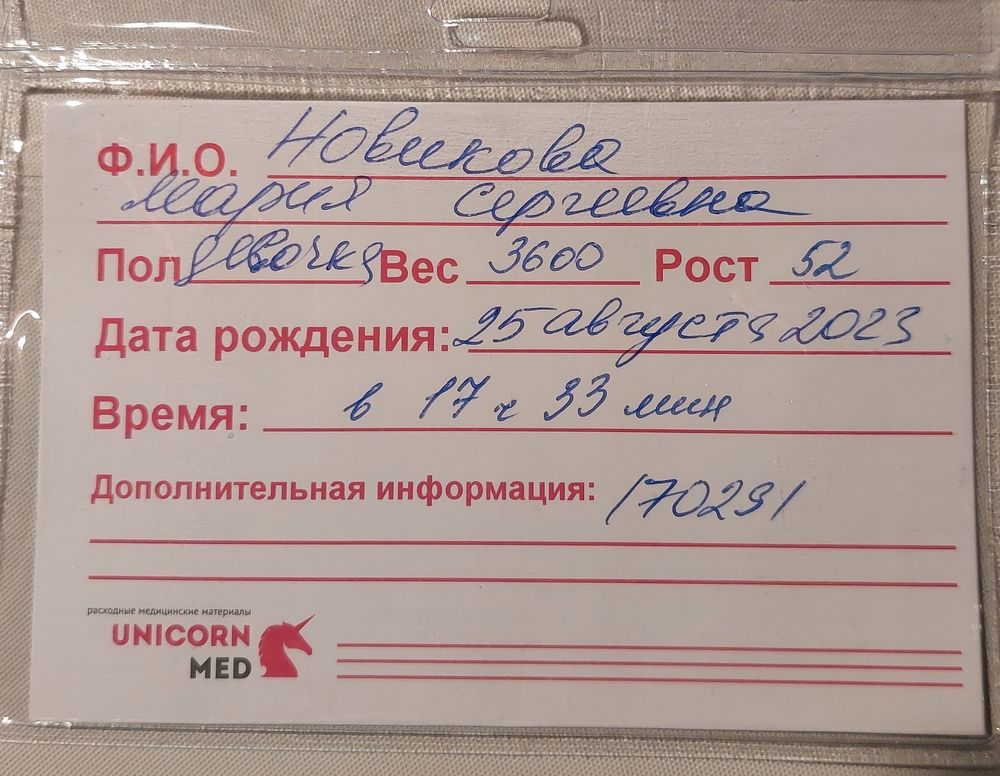 Ф.И.О. Новикова
Мария Сергеевна
Пол девочка Вес 3600 Рост 52
Дата рождения: 25 августа 2023
Время: в 17 ч 33 мин
Дополнительная информация: 170291
расходные медицинские материалы
UNICORN
MED